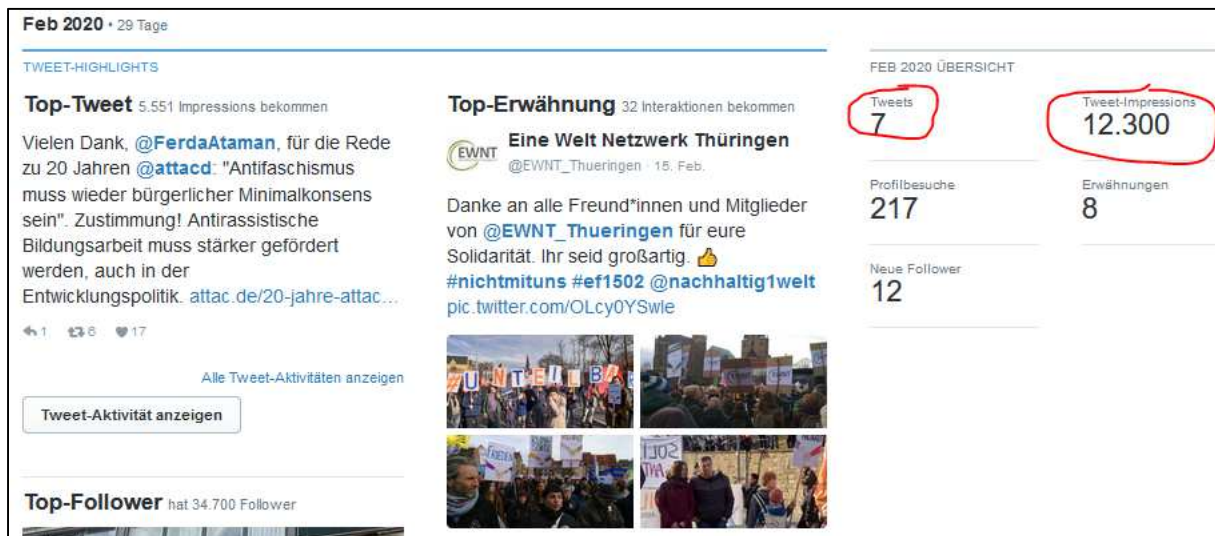 Feb 2020 • 29 Tage
TWEET-HIGHLIGHTS
Top-Tweet 5.551 Impressions bekommen
Vielen Dank, @FerdaAtaman, für die Rede
zu 20 Jahren @attacd: "Antifaschismus
muss wieder bürgerlicher Minimalkonsens
sein". Zustimmung! Antirassistische
Bildungsarbeit muss stärker gefördert
werden, auch in der
Entwicklungspolitik. attac.de/20-jahre-attac…
1 6 17
Alle Tweet-Aktivitäten anzeigen
Tweet-Aktivität anzeigen
Top-Follower hat 34.700 Follower
Top-Erwähnung 32 Interaktionen bekommen
EWNT
Eine Welt Netzwerk Thüringen
@EWNT_Thueringen · 15. Feb.
Danke an alle Freund*innen und Mitglieder
von @EWNT_Thueringen für eure
Solidarität. Ihr seid großartig. 👍
#nichtmituns #ef1502 @nachhaltig1welt
pic.twitter.com/OLcy0YSwle
#UNTEILBAR
FRIEDEN
SOLI
FEB 2020 ÜBERSICHT
Tweets
7
Tweet-Impressions
12.300
Profilbesuche
217
Erwähnungen
8
Neue Follower
12